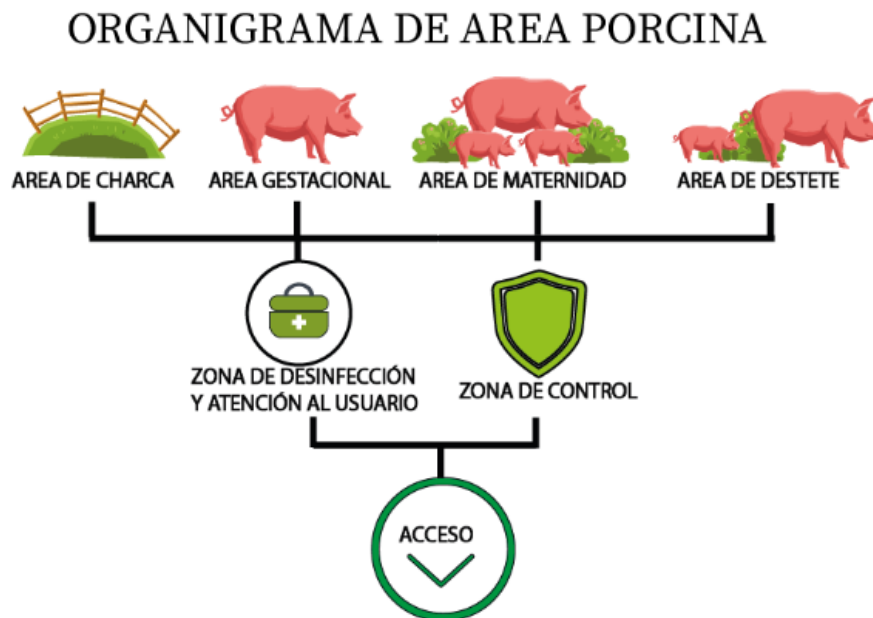 ORGANIGRAMA DE AREA PORCINA
AREA DE CHARCA
AREA GESTACIONAL
AREA DE MATERNIDAD
AREA DE DESTETE
ZONA DE DESINFECCIÓN
Y ATENCIÓN AL USUARIO
ZONA DE CONTROL
ACCESO